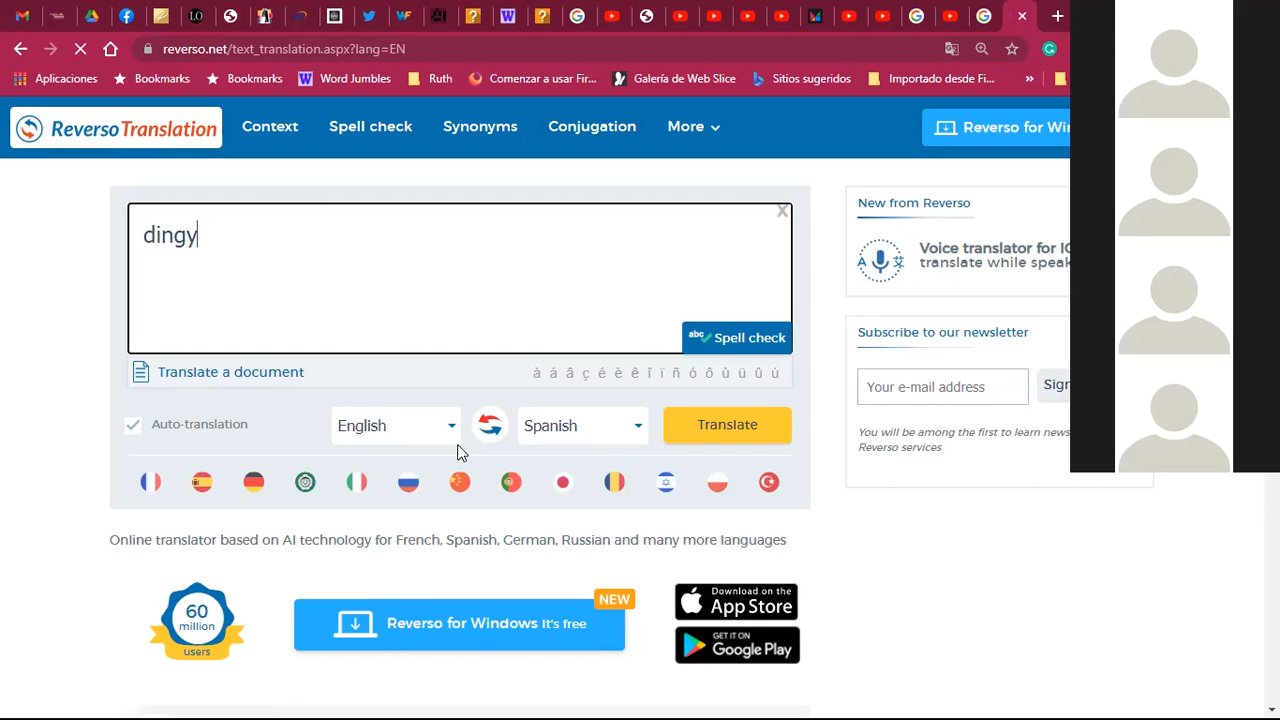 reverso.net/text_translation.aspx?lang=EN
Aplicaciones Bookmarks Bookmarks Word Jumbles Ruth Comenzar a usar Fir... Galería de Web Slice Sitios sugeridos Importado desde Fi... »
ReversoTranslation Context Spell check Synonyms Conjugation More Reverso for Wi
dingy
X
abc Spell check
Translate a document
à á â ç é è ê î ï ñ ó ô ù ü û ú
Auto-translation English Spanish Translate
Online translator based on AI technology for French, Spanish, German, Russian and many more languages
60
million
users
NEW
Reverso for Windows It's free
Download on the
App Store
GET IT ON
Google Play
New from Reverso
Voice translator for
translate while speak
Subscribe to our newsletter
Your e-mail address Sign
You will be among the first to learn news
Reverso services